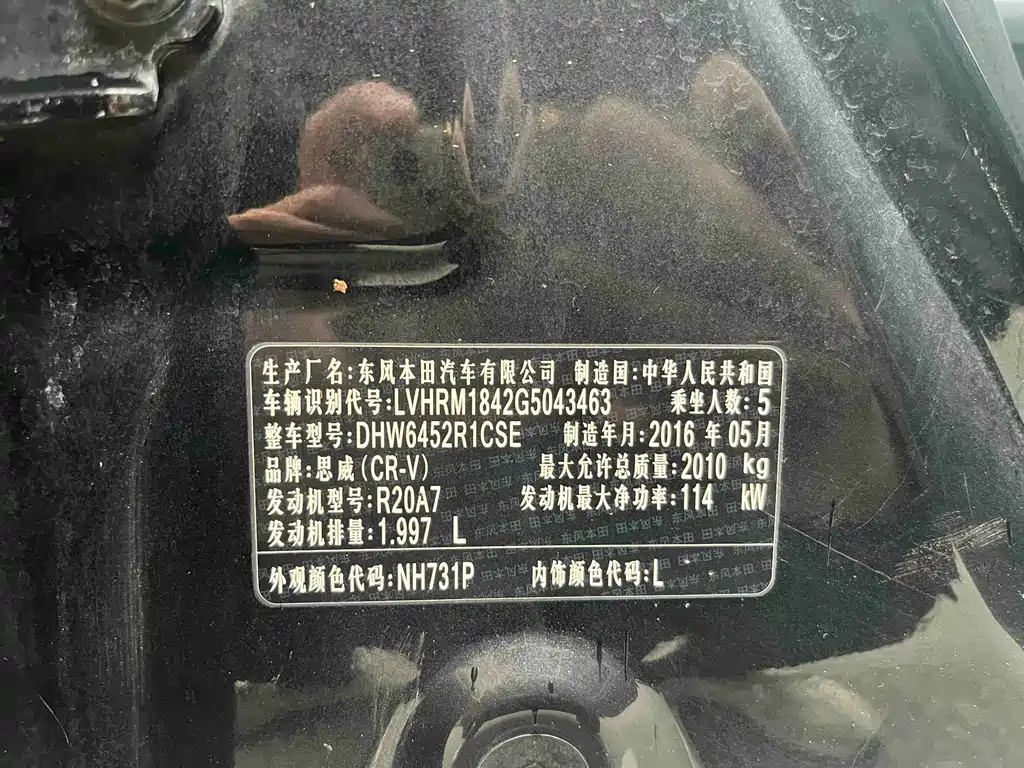 生产厂名:东风本田汽车有限公司 制造国:中华人民共和国
车辆识别代号:LVHRM1842G5043463 乘坐人数:5
整车型号:DHW6452R1CSE 制造年月:2016 年 05月
品牌:思威(CR-V) 最大允许总质量:2010 kg
发动机型号:R20A7 发动机最大净功率:114 kW
发动机排量:1.997 L
外观颜色代码:NH731P 内饰颜色代码:L